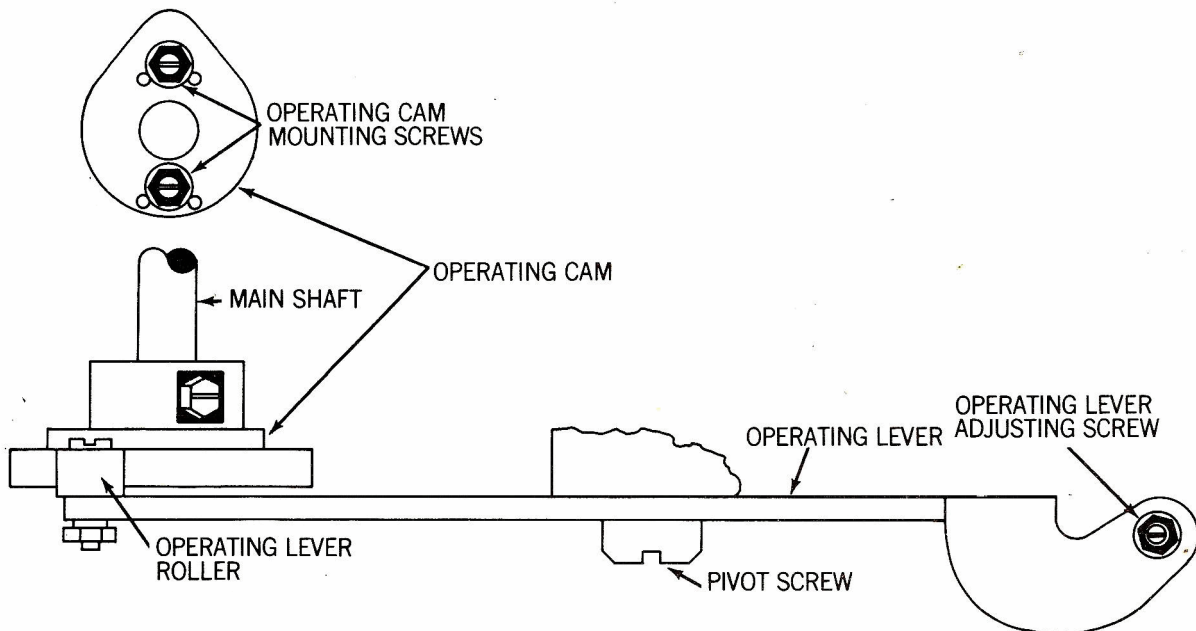 OPERATING CAM
MOUNTING SCREWS
OPERATING CAM
MAIN SHAFT
OPERATING LEVER
ADJUSTING SCREW
OPERATING LEVER
OPERATING LEVER
ROLLER
PIVOT SCREW